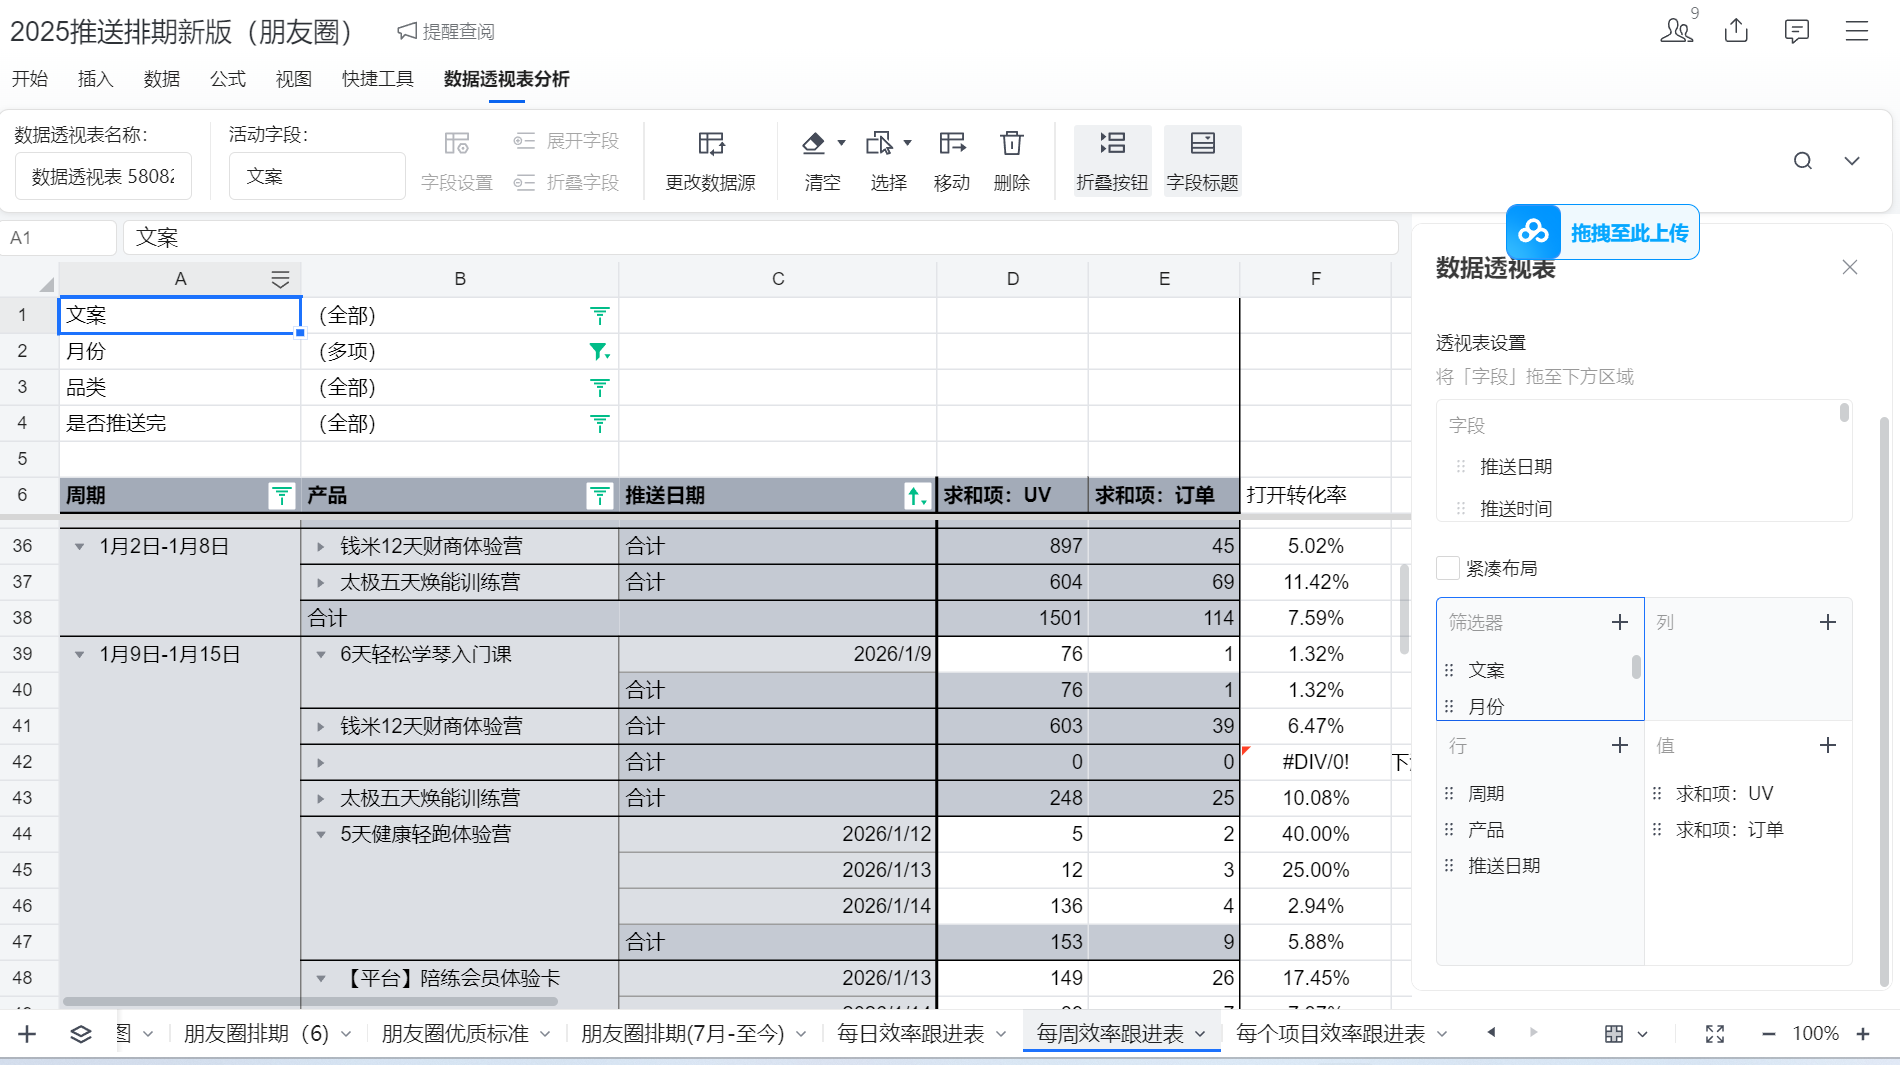 2025推送排期新版（朋友圈）
提醒查阅
9
开始 插入 数据 公式 视图 快捷工具 数据透视表分析
数据透视表名称：
数据透视表 58082
活动字段：
文案
字段设置
展开字段
折叠字段
更改数据源
清空
选择
移动
删除
折叠按钮
字段标题
A1
文案
A B C D E F
1 文案 (全部)
2 月份 (多项)
3 品类 (全部)
4 是否推送完 (全部)
5
6 周期 产品 推送日期 求和项：UV 求和项：订单 打开转化率
36 1月2日-1月8日 钱米12天财商体验营 合计 897 45 5.02%
37 太极五天焕能训练营 合计 604 69 11.42%
38 合计 1501 114 7.59%
39 1月9日-1月15日 6天轻松学琴入门课 2026/1/9 76 1 1.32%
40 合计 76 1 1.32%
41 钱米12天财商体验营 合计 603 39 6.47%
42 合计 0 0 #DIV/0!
43 太极五天焕能训练营 合计 248 25 10.08%
44 5天健康轻跑体验营 2026/1/12 5 2 40.00%
45 2026/1/13 12 3 25.00%
46 2026/1/14 136 4 2.94%
47 合计 153 9 5.88%
48 【平台】陪练会员体验卡 2026/1/13 149 26 17.45%
拖拽至此上传
数据透视表
透视表设置
将「字段」拖至下方区域
字段
推送日期
推送时间
紧凑布局
筛选器
文案
月份
列
行
周期
产品
推送日期
值
求和项：UV
求和项：订单
图 朋友圈排期（6） 朋友圈优质标准 朋友圈排期(7月-至今) 每日效率跟进表 每周效率跟进表 每个项目效率跟进表 100%